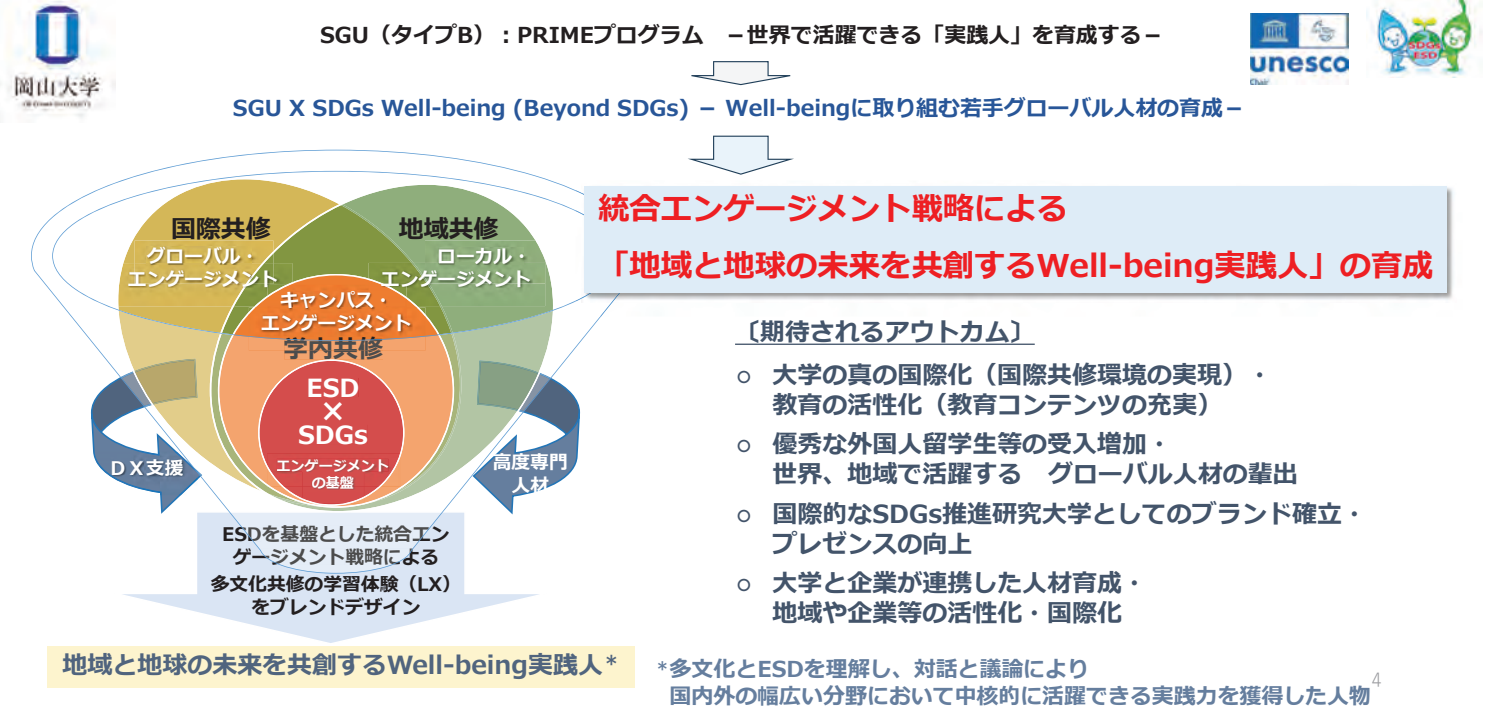 岡山大学
OKAYAMA UNIVERSITY
SGU（タイプB）：PRIMEプログラム －世界で活躍できる「実践人」を育成する－
unesco
Chair
SDGs
ESD
SGU X SDGs Well-being (Beyond SDGs) － Well-beingに取り組む若手グローバル人材の育成－
統合エンゲージメント戦略による
「地域と地球の未来を共創するWell-being実践人」の育成
国際共修
グローバル・
エンゲージメント
地域共修
ローカル・
エンゲージメント
キャンパス・
エンゲージメント
学内共修
ESD
×
SDGs
エンゲージメント
の基盤
ＤＸ支援
高度専門
人材
ESDを基盤とした統合エン
ゲージメント戦略による
多文化共修の学習体験（LX）
をブレンドデザイン
地域と地球の未来を共創するWell-being実践人*
〔期待されるアウトカム〕
○ 大学の真の国際化（国際共修環境の実現）・
教育の活性化（教育コンテンツの充実）
○ 優秀な外国人留学生等の受入増加・
世界、地域で活躍する グローバル人材の輩出
○ 国際的なSDGs推進研究大学としてのブランド確立・
プレゼンスの向上
○ 大学と企業が連携した人材育成・
地域や企業等の活性化・国際化
*多文化とESDを理解し、対話と議論により
国内外の幅広い分野において中核的に活躍できる実践力を獲得した人物
4